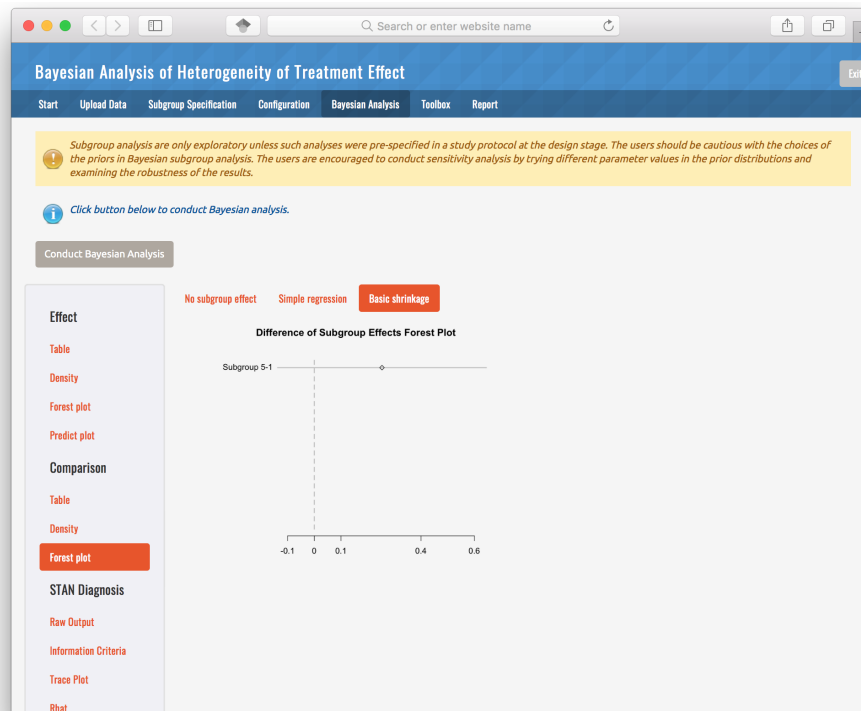 Search or enter website name
Bayesian Analysis of Heterogeneity of Treatment Effect
Exit
Start Upload Data Subgroup Specification Configuration Bayesian Analysis Toolbox Report
Subgroup analysis are only exploratory unless such analyses were pre-specified in a study protocol at the design stage. The users should be cautious with the choices of
the priors in Bayesian subgroup analysis. The users are encouraged to conduct sensitivity analysis by trying different parameter values in the prior distributions and
examining the robustness of the results.
Click button below to conduct Bayesian analysis.
Conduct Bayesian Analysis
No subgroup effect Simple regression Basic shrinkage
Effect
Table
Density
Forest plot
Predict plot
Comparison
Table
Density
Forest plot
STAN Diagnosis
Raw Output
Information Criteria
Trace Plot
Rhat
Difference of Subgroup Effects Forest Plot
Subgroup 5-1
-0.1 0 0.1 0.4 0.6